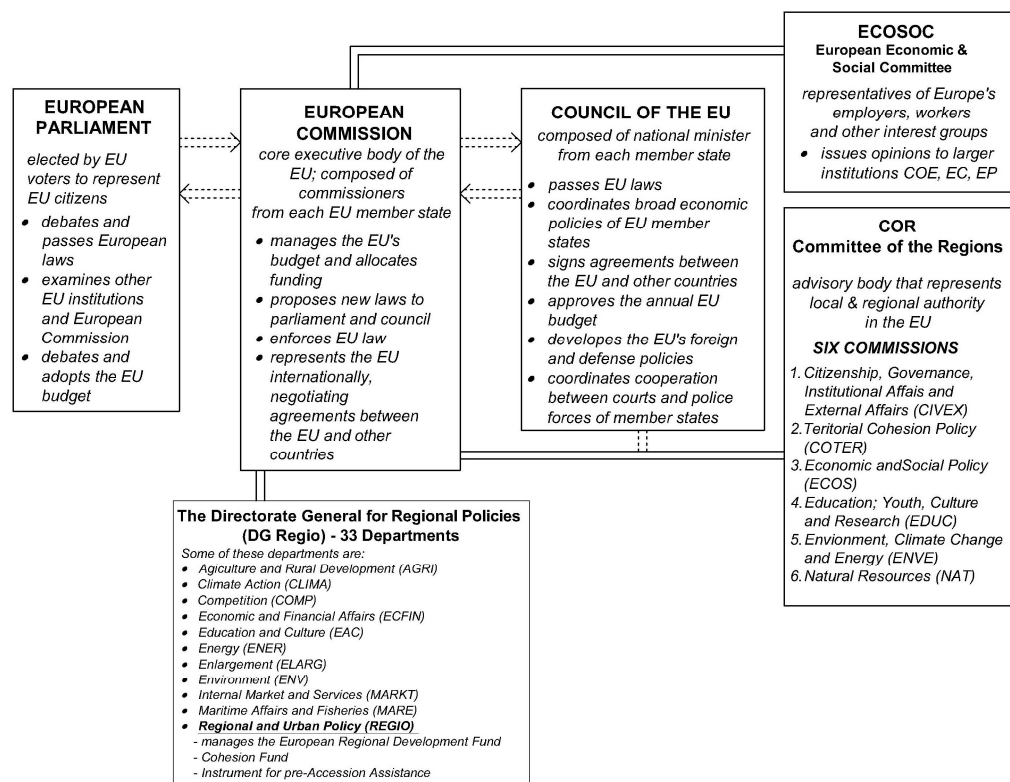 EUROPEAN
PARLIAMENT
elected by EU
voters to represent
EU citizens
● debates and
passes European
laws
● examines other
EU institutions
and European
Commission
● debates and
adopts the EU
budget
EUROPEAN
COMMISSION
core executive body of the
EU; composed of
commissioners
from each EU member state
● manages the EU's
budget and allocates
funding
● proposes new laws to
parliament and council
● enforces EU law
● represents the EU
internationally,
negotiating
agreements between
the EU and other
countries
COUNCIL OF THE EU
composed of national minister
from each member state
● passes EU laws
● coordinates broad economic
policies of EU member
states
● signs agreements between
the EU and other countries
● approves the annual EU
budget
● develops the EU's foreign
and defense policies
● coordinates cooperation
between courts and police
forces of member states
ECOSOC
European Economic &
Social Committee
representatives of Europe's
employers, workers
and other interest groups
● issues opinions to larger
institutions COE, EC, EP
COR
Committee of the Regions
advisory body that represents
local & regional authority
in the EU
SIX COMMISSIONS
1. Citizenship, Governance,
Institutional Affais and
External Affairs (CIVEX)
2. Teritorial Cohesion Policy
(COTER)
3. Economic andSocial Policy
(ECOS)
4. Education; Youth, Culture
and Research (EDUC)
5. Envionment, Climate Change
and Energy (ENVE)
6. Natural Resources (NAT)
The Directorate General for Regional Policies
(DG Regio) - 33 Departments
Some of these departments are:
● Agiculture and Rural Development (AGRI)
● Climate Action (CLIMA)
● Competition (COMP)
● Economic and Financial Affairs (ECFIN)
● Education and Culture (EAC)
● Energy (ENER)
● Enlargement (ELARG)
● Environment (ENV)
● Internal Market and Services (MARKT)
● Maritime Affairs and Fisheries (MARE)
● Regional and Urban Policy (REGIO)
- manages the European Regional Development Fund
- Cohesion Fund
- Instrument for pre-Accession Assistance